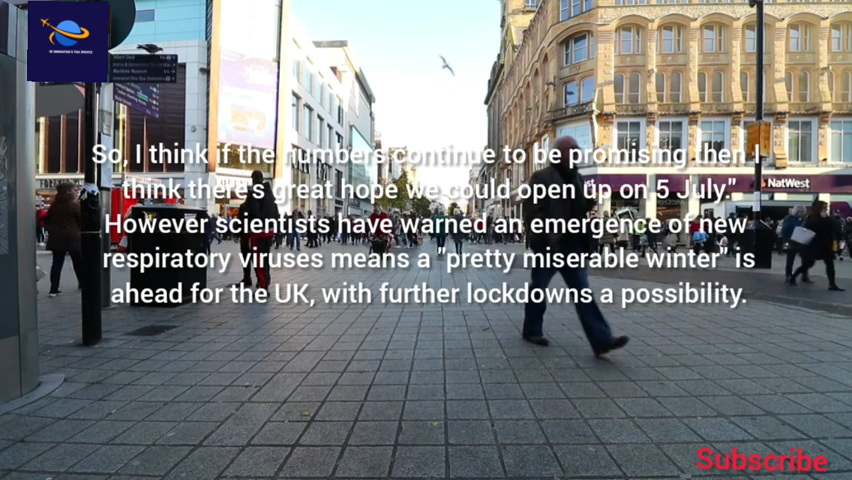 So, I think if the numbers continue to be promising then I
think there's great hope we could open up on 5 July."
However scientists have warned an emergence of new
respiratory viruses means a "pretty miserable winter" is
ahead for the UK, with further lockdowns a possibility.
NatWest
Subscribe